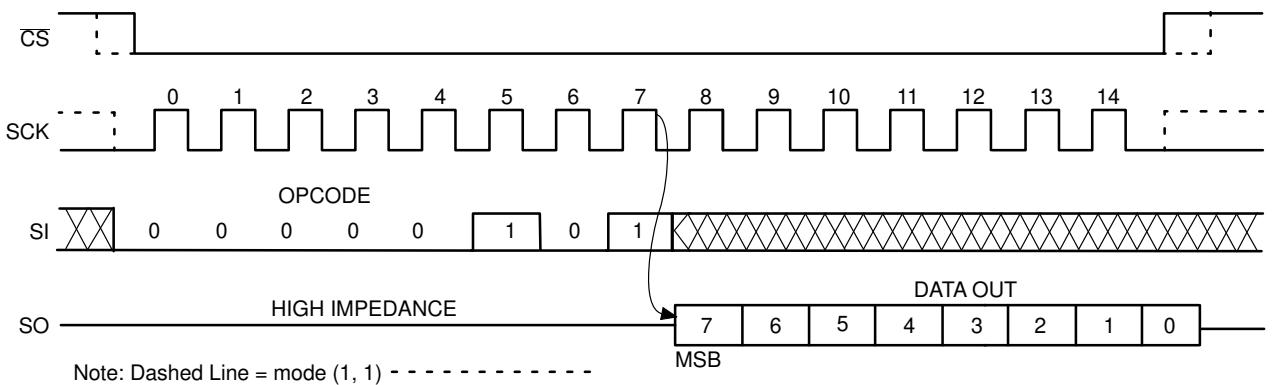 CS
0 1 2 3 4 5 6 7 8 9 10 11 12 13 14
SCK
OPCODE
SI 0 0 0 0 0 1 0 1
DATA OUT
HIGH IMPEDANCE
SO 7 6 5 4 3 2 1 0
MSB
Note: Dashed Line = mode (1, 1)